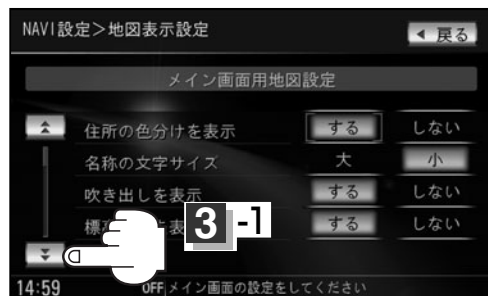 NAVI設定＞地図表示設定
◀ 戻る
メイン画面用地図設定
住所の色分けを表示 する しない
名称の文字サイズ 大 小
吹き出しを表示 する しない
標 表 する しない
3 -1
14:59 OFF メイン画面の設定をしてください